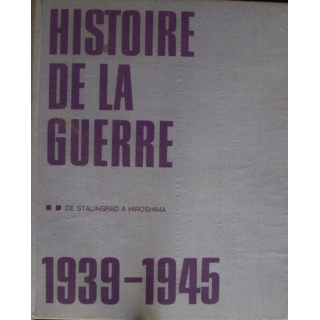 HISTOIRE
DE LA
GUERRE
■ ■ DE STALINGRAD A HIROSHIMA
1939-1945